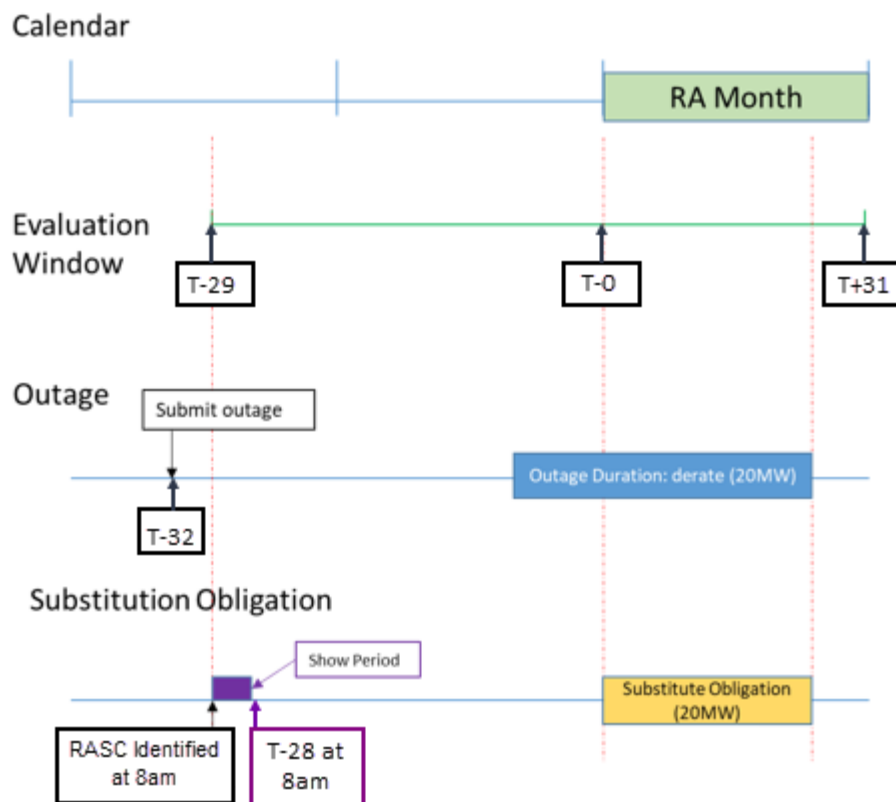 Calendar
RA Month
Evaluation
Window
T-29
T-0
T+31
Outage
Submit outage
Outage Duration: derate (20MW)
T-32
Substitution Obligation
Show Period
Substitute Obligation
(20MW)
RASC Identified
at 8am
T-28 at
8am